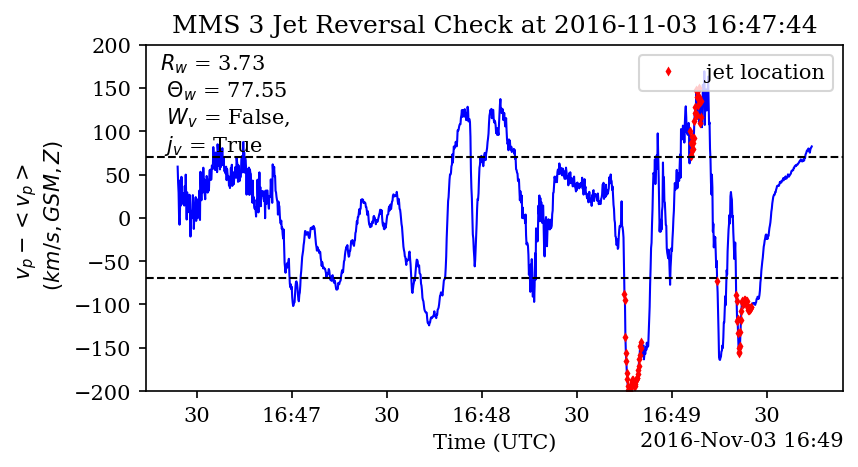 MMS 3 Jet Reversal Check at 2016-11-03 16:47:44
R_w = 3.73
Θ_w = 77.55
W_v = False,
j_v = True
jet location
200
150
100
50
0
−50
−100
−150
−200
v_p − < v_p >
(km/s, GSM, Z)
30 16:47 30 16:48 30 16:49 30
Time (UTC)
2016-Nov-03 16:49